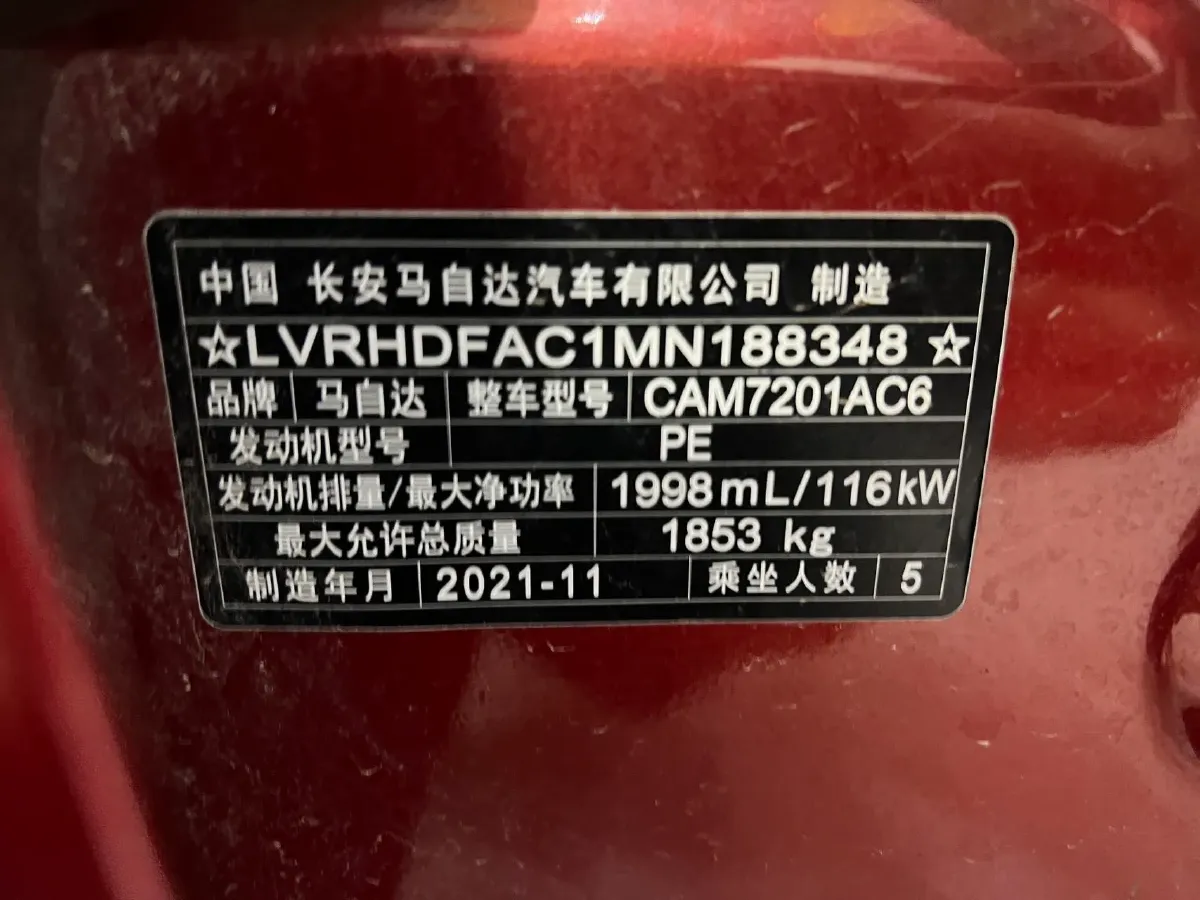 中国 长安马自达汽车有限公司 制造
☆LVRHDFAC1MN188348☆
品牌 马自达 整车型号 CAM7201AC6
发动机型号 PE
发动机排量/最大净功率 1998mL/116kW
最大允许总质量 1853 kg
制造年月 2021-11 乘坐人数 5